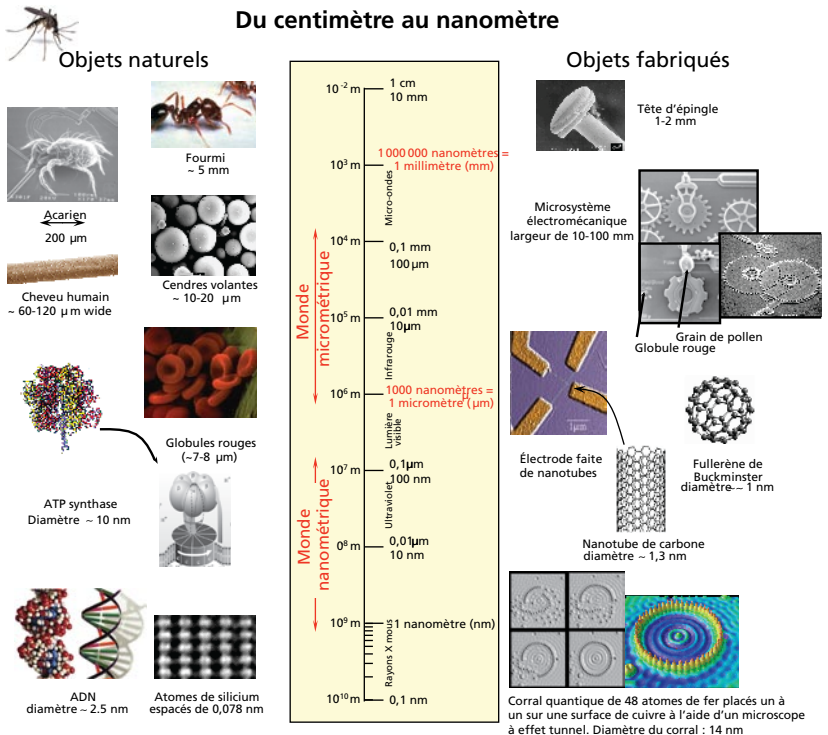 Du centimètre au nanomètre
Objets naturels
Fourmi
~ 5 mm
Acarien
200 µm
Cheveu humain
~ 60-120 µm wide
Cendres volantes
~ 10-20 µm
Globules rouges
(~7-8 µm)
ATP synthase
Diamètre ~ 10 nm
ADN
diamètre ~ 2.5 nm
Atomes de silicium
espacés de 0,078 nm
10⁻² m
1 cm
10 mm
10³ m
1 000 000 nanomètres =
1 millimètre (mm)
Micro-ondes
10⁴ m
0,1 mm
100 µm
Monde
micrométrique
10⁵ m
0,01 mm
10µm
Infrarouge
10⁶ m
1000 nanomètres =
1 micromètre (µm)
Lumière
visible
10⁷ m
0,1µm
100 nm
Ultraviolet
Monde
nanométrique
0⁸ m
0,01µm
10 nm
10⁹ m
1 nanomètre (nm)
Rayons X mous
10¹⁰ m
0,1 nm
Objets fabriqués
Tête d'épingle
1-2 mm
Microsystème
électromécanique
largeur de 10-100 mm
Grain de pollen
Globule rouge
1µm
Électrode faite
de nanotubes
Fullerène de
Buckminster
diamètre ~ 1 nm
Nanotube de carbone
diamètre ~ 1,3 nm
Corral quantique de 48 atomes de fer placés un à
un sur une surface de cuivre à l'aide d'un microscope
à effet tunnel. Diamètre du corral : 14 nm